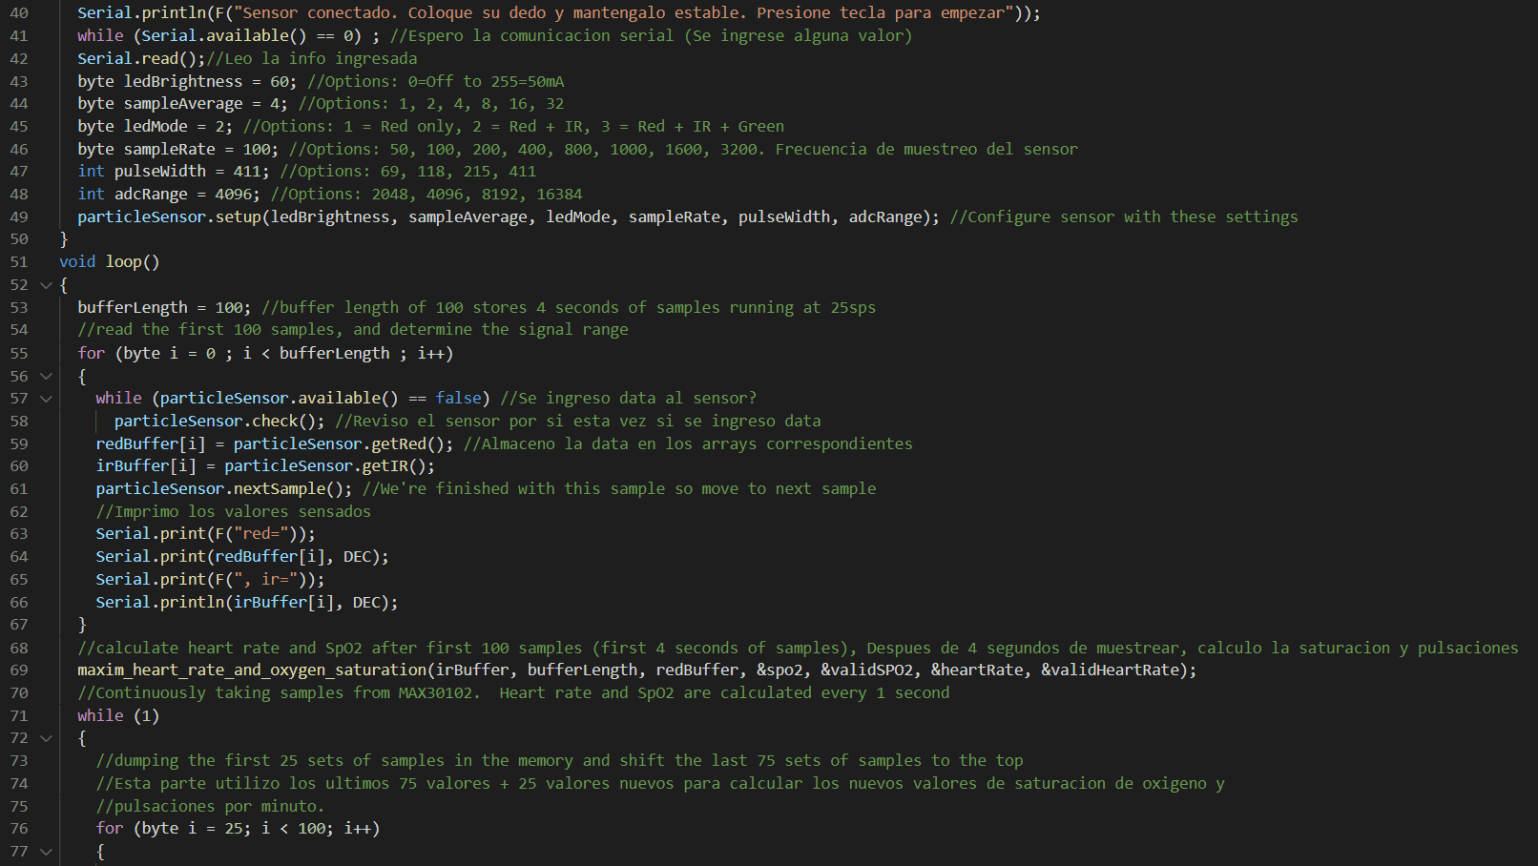 40 Serial.println(F("Sensor conectado. Coloque su dedo y mantengalo estable. Presione tecla para empezar"));
41 while (Serial.available() == 0) ; //Espero la comunicacion serial (Se ingrese alguna valor)
42 Serial.read();//Leo la info ingresada
43 byte ledBrightness = 60; //Options: 0=Off to 255=50mA
44 byte sampleAverage = 4; //Options: 1, 2, 4, 8, 16, 32
45 byte ledMode = 2; //Options: 1 = Red only, 2 = Red + IR, 3 = Red + IR + Green
46 byte sampleRate = 100; //Options: 50, 100, 200, 400, 800, 1000, 1600, 3200. Frecuencia de muestreo del sensor
47 int pulseWidth = 411; //Options: 69, 118, 215, 411
48 int adcRange = 4096; //Options: 2048, 4096, 8192, 16384
49 particleSensor.setup(ledBrightness, sampleAverage, ledMode, sampleRate, pulseWidth, adcRange); //Configure sensor with these settings
50 }
51 void loop()
52 {
53 bufferLength = 100; //buffer length of 100 stores 4 seconds of samples running at 25sps
54 //read the first 100 samples, and determine the signal range
55 for (byte i = 0 ; i < bufferLength ; i++)
56 {
57 while (particleSensor.available() == false) //Se ingreso data al sensor?
58 particleSensor.check(); //Reviso el sensor por si esta vez si se ingreso data
59 redBuffer[i] = particleSensor.getRed(); //Almaceno la data en los arrays correspondientes
60 irBuffer[i] = particleSensor.getIR();
61 particleSensor.nextSample(); //We're finished with this sample so move to next sample
62 //Imprimo los valores sensados
63 Serial.print(F("red="));
64 Serial.print(redBuffer[i], DEC);
65 Serial.print(F(", ir="));
66 Serial.println(irBuffer[i], DEC);
67 }
68 //calculate heart rate and SpO2 after first 100 samples (first 4 seconds of samples), Despues de 4 segundos de muestrear, calculo la saturacion y pulsaciones
69 maxim_heart_rate_and_oxygen_saturation(irBuffer, bufferLength, redBuffer, &spo2, &validSPO2, &heartRate, &validHeartRate);
70 //Continuously taking samples from MAX30102.  Heart rate and SpO2 are calculated every 1 second
71 while (1)
72 {
73 //dumping the first 25 sets of samples in the memory and shift the last 75 sets of samples to the top
74 //Esta parte utilizo los ultimos 75 valores + 25 valores nuevos para calcular los nuevos valores de saturacion de oxigeno y
75 //pulsaciones por minuto.
76 for (byte i = 25; i < 100; i++)
77 {